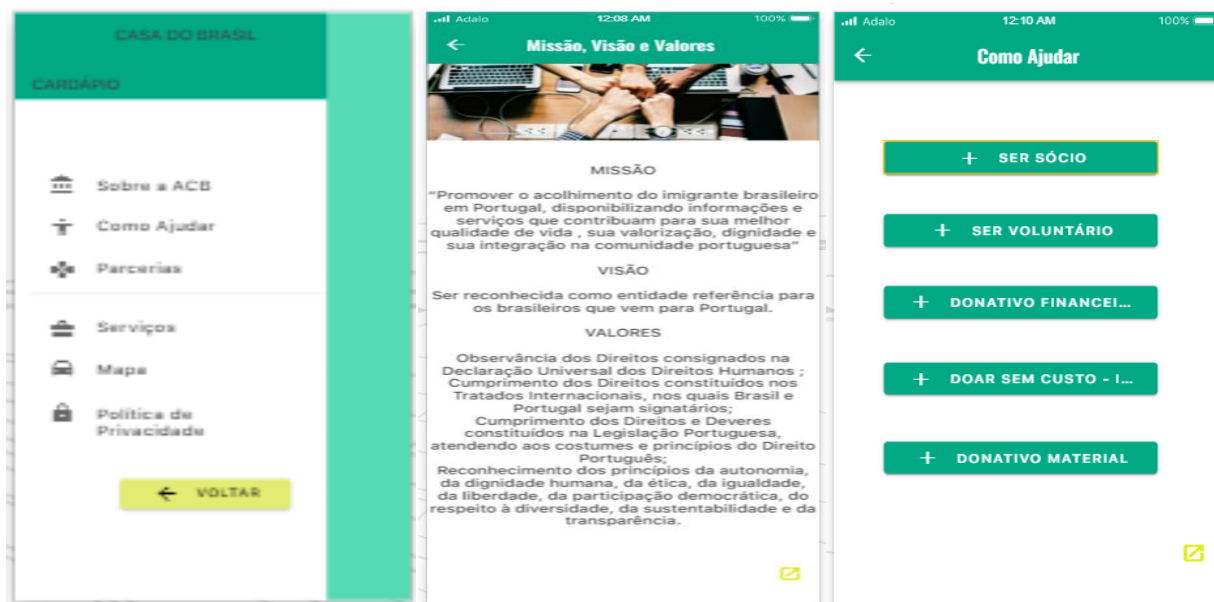 CASA DO BRASIL
CARDÁPIO
Sobre a ACB
Como Ajudar
Parcerias
Serviços
Mapa
Política de
Privacidade
VOLTAR
Adalo 12:08 AM 100%
Missão, Visão e Valores
MISSÃO
"Promover o acolhimento do imigrante brasileiro
em Portugal, disponibilizando informações e
serviços que contribuam para sua melhor
qualidade de vida , sua valorização, dignidade e
sua integração na comunidade portuguesa"
VISÃO
Ser reconhecida como entidade referência para
os brasileiros que vem para Portugal.
VALORES
Observância dos Direitos consignados na
Declaração Universal dos Direitos Humanos ;
Cumprimento dos Direitos constituídos nos
Tratados Internacionais, nos quais Brasil e
Portugal sejam signatários;
Cumprimento dos Direitos e Deveres
constituídos na Legislação Portuguesa,
atendendo aos costumes e princípios do Direito
Português;
Reconhecimento dos princípios da autonomia,
da dignidade humana, da ética, da igualdade,
da liberdade, da participação democrática, do
respeito à diversidade, da sustentabilidade e da
transparência.
Adalo 12:10 AM 100%
Como Ajudar
+ SER SÓCIO
+ SER VOLUNTÁRIO
+ DONATIVO FINANCEI...
+ DOAR SEM CUSTO - I...
+ DONATIVO MATERIAL